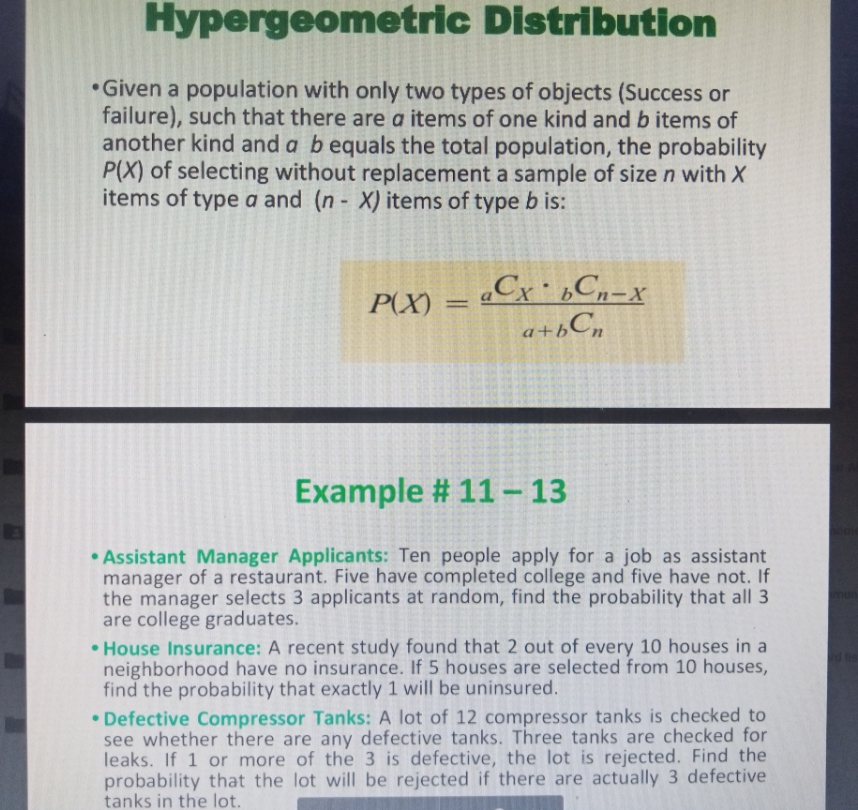 Hypergeometric Distribution
•Given a population with only two types of objects (Success or
failure), such that there are a items of one kind and b items of
another kind and a b equals the total population, the probability
P(X) of selecting without replacement a sample of size n with X
items of type a and (n - X) items of type b is:
P(X) = aCX · bCn−X
a+bCn
Example # 11 – 13
•Assistant Manager Applicants: Ten people apply for a job as assistant
manager of a restaurant. Five have completed college and five have not. If
the manager selects 3 applicants at random, find the probability that all 3
are college graduates.
•House Insurance: A recent study found that 2 out of every 10 houses in a
neighborhood have no insurance. If 5 houses are selected from 10 houses,
find the probability that exactly 1 will be uninsured.
•Defective Compressor Tanks: A lot of 12 compressor tanks is checked to
see whether there are any defective tanks. Three tanks are checked for
leaks. If 1 or more of the 3 is defective, the lot is rejected. Find the
probability that the lot will be rejected if there are actually 3 defective
tanks in the lot.